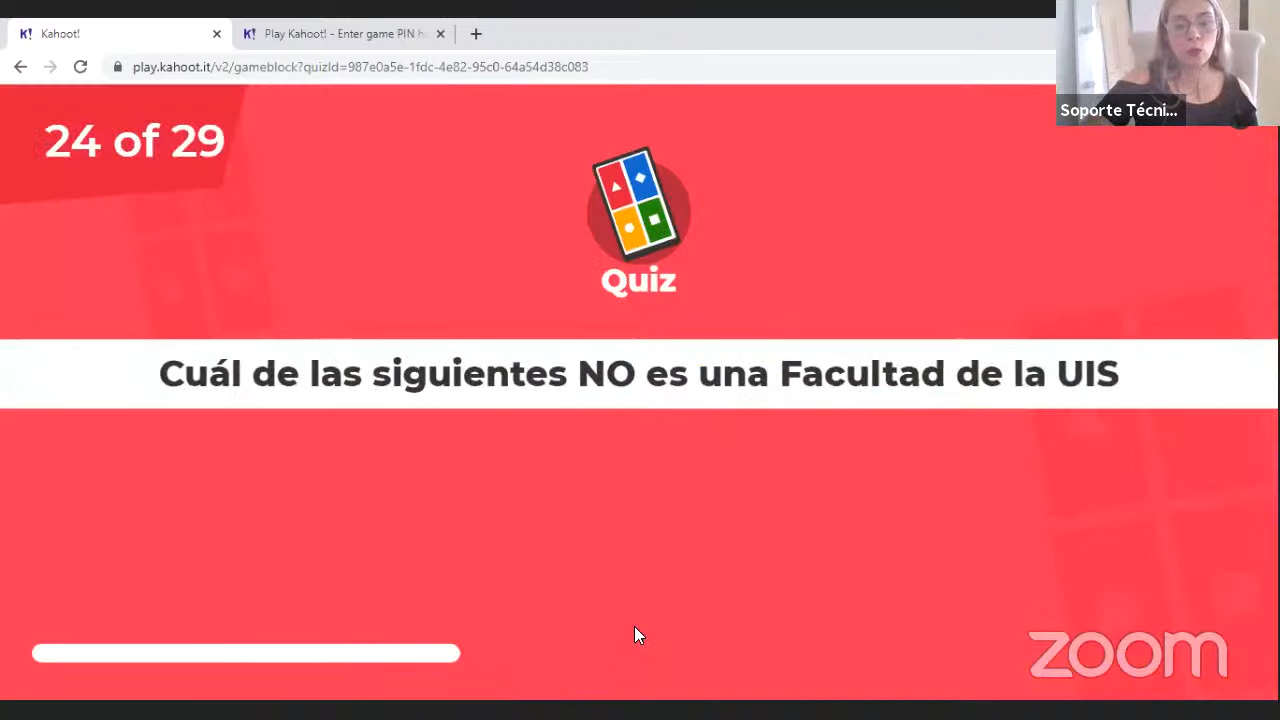 Kahoot!
Play Kahoot! - Enter game PIN h
play.kahoot.it/v2/gameblock?quizId=987e0a5e-1fdc-4e82-95c0-64a54d38c083
Soporte Técni...
24 of 29
Quiz
Cuál de las siguientes NO es una Facultad de la UIS
zoom